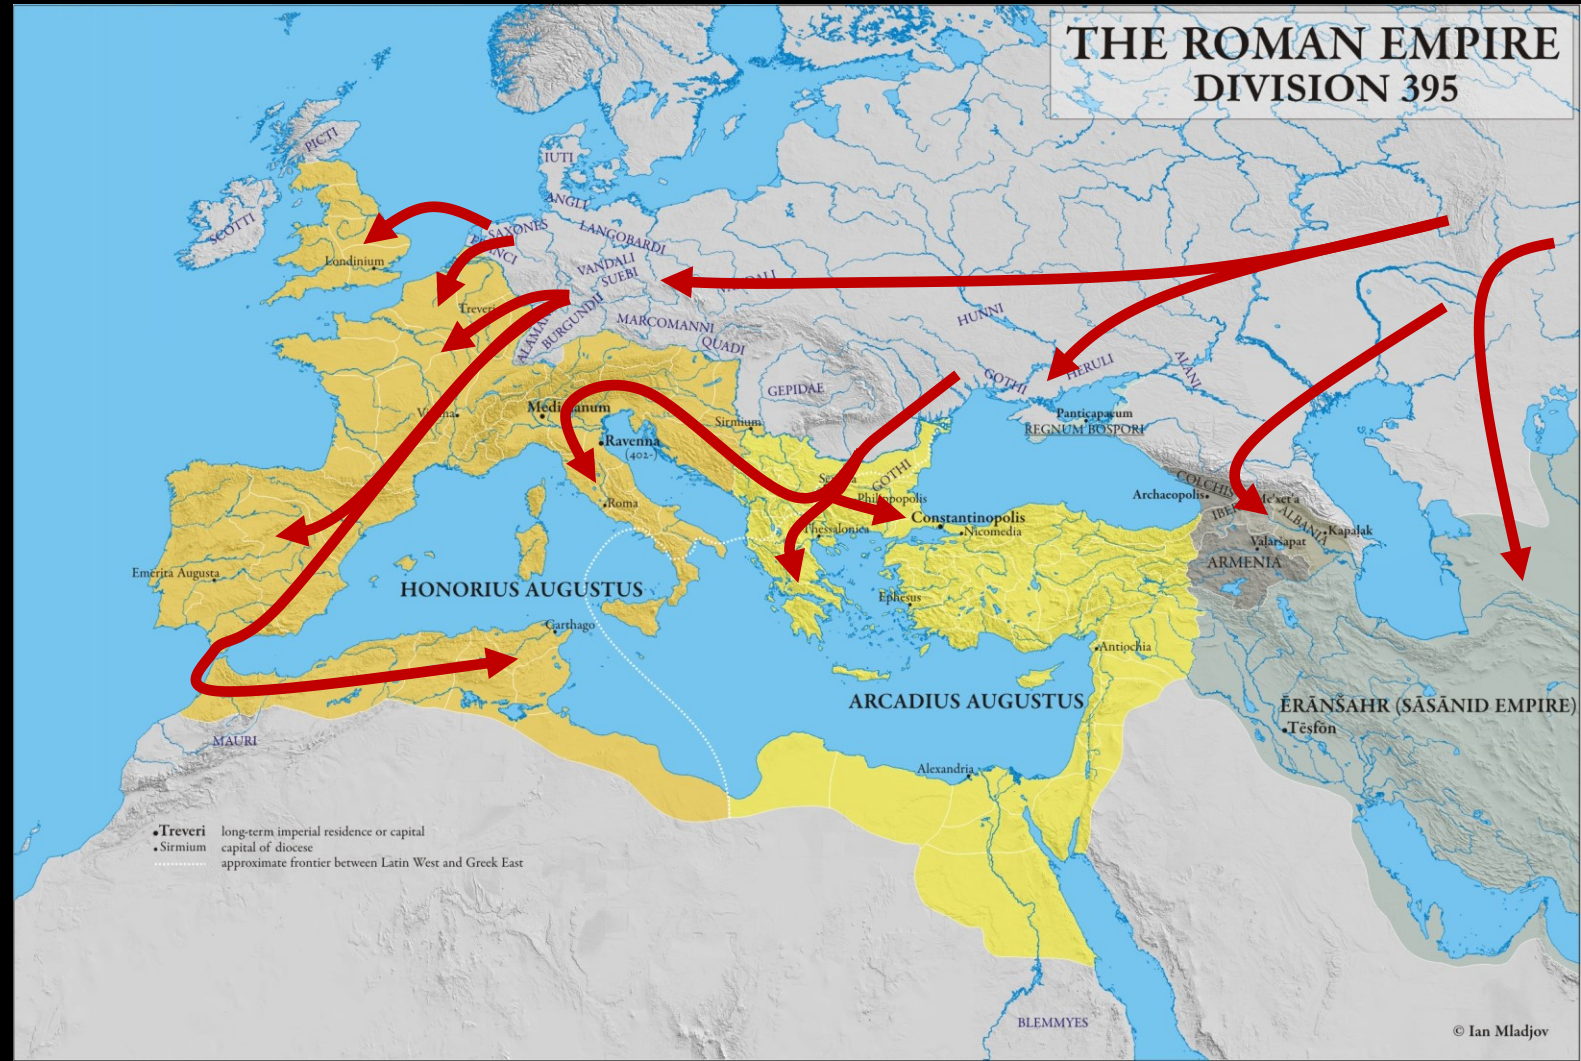 THE ROMAN EMPIRE
DIVISION 395
PICTI
IUTI
SCOTTI
ANGLI
SAXONES
LANGOBARDI
Londinium
VANDALI
SUEBI
Treveri
BURGUNDII
MARCOMANNI
QUADI
HUNNI
GOTHI
HERULI
ALANI
GEPIDAE
Panticapaeum
REGNUM BOSPORI
Mediolanum
Sirmium
Ravenna
(402-)
GOTHI
Philippopolis
COLCHIS
Archaeopolis
ALBANIA
Kapalak
Roma
Constantinopolis
Nicomedia
Thessalonica
Valaršapat
ARMENIA
Emerita Augusta
HONORIUS AUGUSTUS
Ephesus
Carthago
Antiochia
ARCADIUS AUGUSTUS
ĒRĀNŠAHR (SĀSĀNID EMPIRE)
Tēsfōn
MAURI
Alexandria
Treveri long-term imperial residence or capital
Sirmium capital of diocese
approximate frontier between Latin West and Greek East
BLEMMYES
© Ian Mladjov